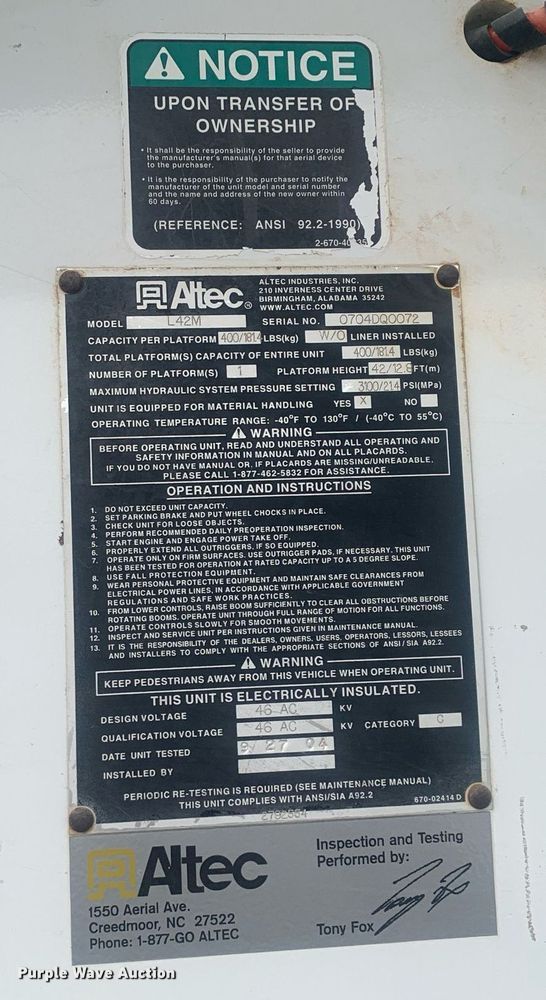 NOTICE
UPON TRANSFER OF
OWNERSHIP
• It shall be the responsibility of the seller to provide
the manufacturer's manual(s) for that aerial device
to the purchaser.
• It is the responsibility of the purchaser to notify the
manufacturer of the unit model and serial number
and the name and address of the new owner within
60 days.
(REFERENCE: ANSI 92.2-1990)
Altec®
ALTEC INDUSTRIES, INC.
210 INVERNESS CENTER DRIVE
BIRMINGHAM, ALABAMA 35242
WWW.ALTEC.COM
MODEL L42M SERIAL NO. 0704DQ0072
CAPACITY PER PLATFORM 400/181.4 LBS(kg) W/O LINER INSTALLED
TOTAL PLATFORM(S) CAPACITY OF ENTIRE UNIT 400/181.4 LBS(kg)
NUMBER OF PLATFORM(S) 1 PLATFORM HEIGHT 42/12.8 FT(m)
MAXIMUM HYDRAULIC SYSTEM PRESSURE SETTING 3100/214 PSI(MPa)
UNIT IS EQUIPPED FOR MATERIAL HANDLING YES X NO
OPERATING TEMPERATURE RANGE: -40°F TO 130°F / (-40°C TO 55°C)
WARNING
BEFORE OPERATING UNIT, READ AND UNDERSTAND ALL OPERATING AND
SAFETY INFORMATION IN MANUAL AND ON ALL PLACARDS.
IF YOU DO NOT HAVE MANUAL OR, IF PLACARDS ARE MISSING/UNREADABLE,
PLEASE CALL 1-877-462-5832 FOR ASSISTANCE.
OPERATION AND INSTRUCTIONS
1. DO NOT EXCEED UNIT CAPACITY.
2. SET PARKING BRAKE AND PUT WHEEL CHOCKS IN PLACE.
3. CHECK UNIT FOR LOOSE OBJECTS.
4. PERFORM RECOMMENDED DAILY PREOPERATION INSPECTION.
5. START ENGINE AND ENGAGE POWER TAKE OFF.
6. PROPERLY EXTEND ALL OUTRIGGERS, IF SO EQUIPPED.
7. OPERATE ONLY ON FIRM SURFACES. USE OUTRIGGER PADS, IF NECESSARY. THIS UNIT
HAS BEEN TESTED FOR OPERATION AT RATED CAPACITY UP TO A 5 DEGREE SLOPE.
8. USE FALL PROTECTION EQUIPMENT.
9. WEAR PERSONAL PROTECTIVE EQUIPMENT AND MAINTAIN SAFE CLEARANCES FROM
ELECTRICAL POWER LINES, IN ACCORDANCE WITH APPLICABLE GOVERNMENT
REGULATIONS AND SAFE WORK PRACTICES.
10. FROM LOWER CONTROLS, RAISE BOOM SUFFICIENTLY TO CLEAR ALL OBSTRUCTIONS BEFORE
ROTATING BOOMS. OPERATE UNIT THROUGH FULL RANGE OF MOTION FOR ALL FUNCTIONS.
11. OPERATE CONTROLS SLOWLY FOR SMOOTH MOVEMENTS.
12. INSPECT AND SERVICE UNIT PER INSTRUCTIONS GIVEN IN MAINTENANCE MANUAL.
13. IT IS THE RESPONSIBILITY OF THE DEALERS, OWNERS, USERS, OPERATORS, LESSORS, LESSEES
AND INSTALLERS TO COMPLY WITH THE APPROPRIATE SECTIONS OF ANSI/SIA A92.2.
WARNING
KEEP PEDESTRIANS AWAY FROM THIS VEHICLE WHEN OPERATING UNIT.
THIS UNIT IS ELECTRICALLY INSULATED.
DESIGN VOLTAGE 46 AC KV
QUALIFICATION VOLTAGE 46 AC KV CATEGORY C
DATE UNIT TESTED 9/27 04
INSTALLED BY
PERIODIC RE-TESTING IS REQUIRED (SEE MAINTENANCE MANUAL)
THIS UNIT COMPLIES WITH ANSI/SIA A92.2 670-02414 D
Altec
1550 Aerial Ave.
Creedmoor, NC 27522
Phone: 1-877-GO ALTEC
Inspection and Testing
Performed by:
Tony Fox
Purple Wave Auction